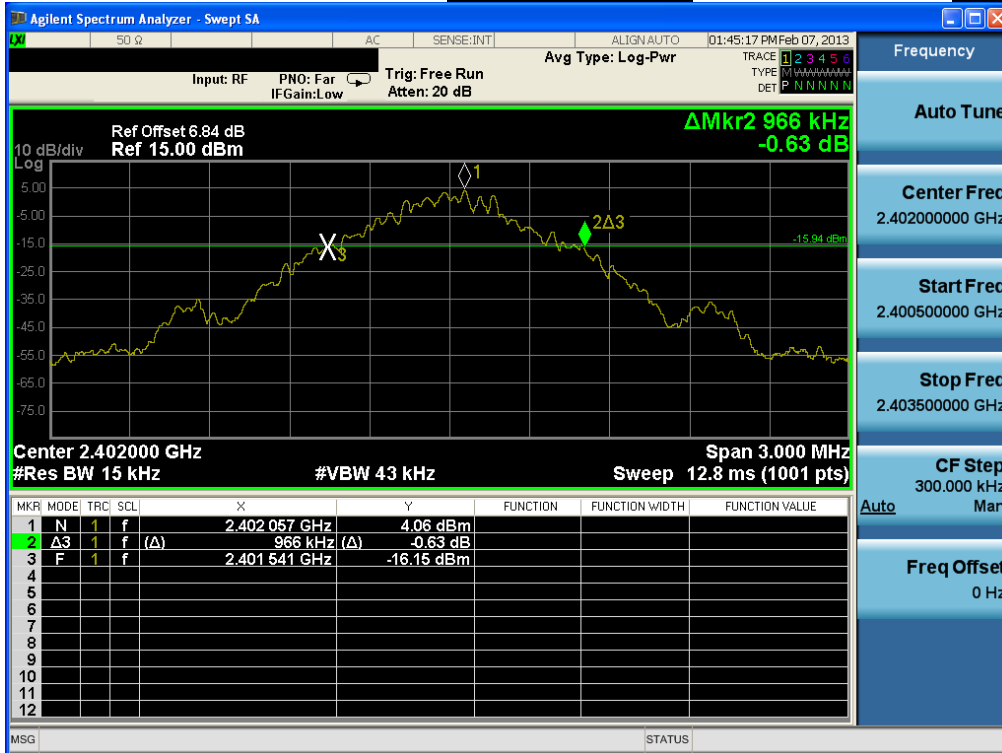 Agilent Spectrum Analyzer - Swept SA
LXI 50 Ω AC SENSE:INT ALIGNAUTO 01:45:17 PM Feb 07, 2013
Frequency
Avg Type: Log-Pwr
TRACE 1 2 3 4 5 6
TYPE M
DET P N N N N N
Input: RF PNO: Far Trig: Free Run
IFGain:Low Atten: 20 dB
Auto Tune
ΔMkr2 966 kHz
-0.63 dB
Ref Offset 6.84 dB
10 dB/div Ref 15.00 dBm
Log
5.00
-5.00
-15.0
-25.0
-35.0
-45.0
-55.0
-65.0
-75.0
1
2Δ3
3
-15.94 dBm
Center Freq
2.402000000 GHz
Start Freq
2.400500000 GHz
Stop Freq
2.403500000 GHz
Center 2.402000 GHz Span 3.000 MHz
#Res BW 15 kHz #VBW 43 kHz Sweep 12.8 ms (1001 pts)
CF Step
300.000 kHz
Auto Man
Freq Offset
0 Hz
MKR MODE TRC SCL X Y FUNCTION FUNCTION WIDTH FUNCTION VALUE
1 N 1 f 2.402 057 GHz 4.06 dBm
2 Δ3 1 f (Δ) 966 kHz (Δ) -0.63 dB
3 F 1 f 2.401 541 GHz -16.15 dBm
4
5
6
7
8
9
10
11
12
MSG STATUS